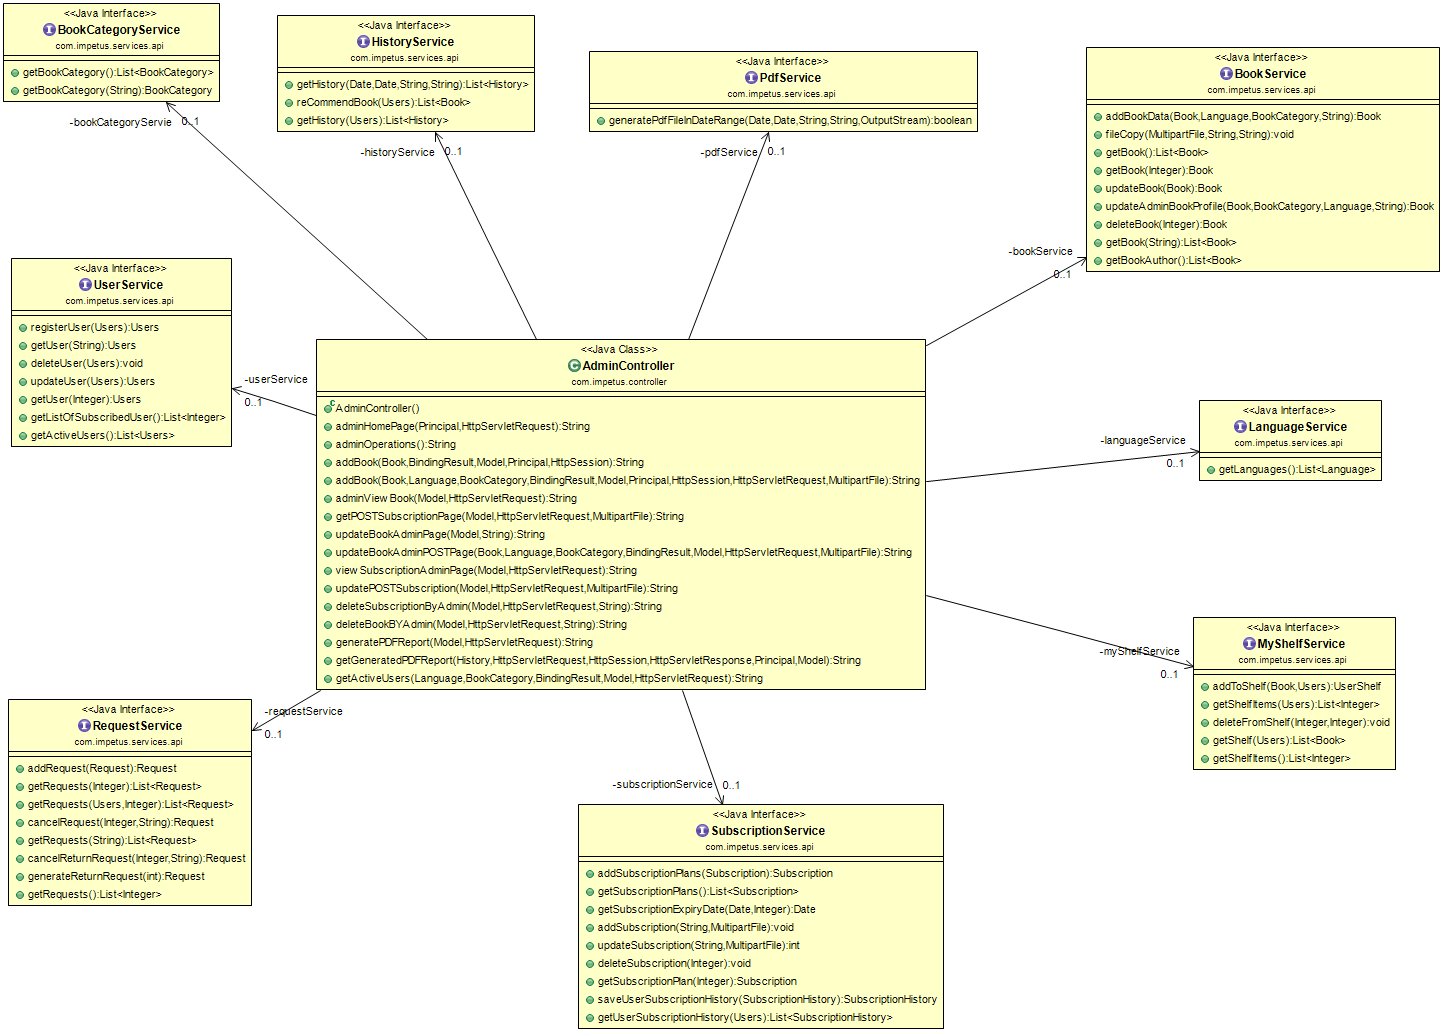 <<Java Interface>>
BookCategoryService
com.impetus.services.api
getBookCategory():List<BookCategory>
getBookCategory(String):BookCategory
-bookCategoryServie 0..1
<<Java Interface>>
HistoryService
com.impetus.services.api
getHistory(Date,Date,String,String):List<History>
reCommendBook(Users):List<Book>
getHistory(Users):List<History>
-historyService 0..1
<<Java Interface>>
PdfService
com.impetus.services.api
generatePdfFileInDateRange(Date,Date,String,String,OutputStream):boolean
-pdfService 0..1
<<Java Interface>>
BookService
com.impetus.services.api
addBookData(Book,Language,BookCategory,String):Book
fileCopy(MultipartFile,String,String):void
getBook():List<Book>
getBook(Integer):Book
updateBook(Book):Book
updateAdminBookProfile(Book,BookCategory,Language,String):Book
deleteBook(Integer):Book
getBook(String):List<Book>
getBookAuthor():List<Book>
-bookService
0..1
<<Java Interface>>
UserService
com.impetus.services.api
registerUser(Users):Users
getUser(String):Users
deleteUser(Users):void
updateUser(Users):Users
getUser(Integer):Users
getListOfSubscribedUser():List<Integer>
getActiveUsers():List<Users>
-userService
0..1
<<Java Class>>
AdminController
com.impetus.controller
AdminController()
adminHomePage(Principal,HttpServletRequest):String
adminOperations():String
addBook(Book,BindingResult,Model,Principal,HttpSession):String
addBook(Book,Language,BookCategory,BindingResult,Model,Principal,HttpSession,HttpServletRequest,MultipartFile):String
adminViewBook(Model,HttpServletRequest):String
getPOSTSubscriptionPage(Model,HttpServletRequest,MultipartFile):String
updateBookAdminPage(Model,String):String
updateBookAdminPOSTPage(Book,Language,BookCategory,BindingResult,Model,HttpServletRequest,MultipartFile):String
viewSubscriptionAdminPage(Model,HttpServletRequest):String
updatePOSTSubscription(Model,HttpServletRequest,MultipartFile):String
deleteSubscriptionByAdmin(Model,HttpServletRequest,String):String
deleteBookBYAdmin(Model,HttpServletRequest,String):String
generatePDFReport(Model,HttpServletRequest):String
getGeneratedPDFReport(History,HttpServletRequest,HttpSession,HttpServletResponse,Principal,Model):String
getActiveUsers(Language,BookCategory,BindingResult,Model,HttpServletRequest):String
-languageService
0..1
<<Java Interface>>
LanguageService
com.impetus.services.api
getLanguages():List<Language>
-myShelfService
0..1
<<Java Interface>>
MyShelfService
com.impetus.services.api
addToShelf(Book,Users):UserShelf
getShelfItems(Users):List<Integer>
deleteFromShelf(Integer,Integer):void
getShelf(Users):List<Book>
getShelfItems():List<Integer>
-requestService
0..1
<<Java Interface>>
RequestService
com.impetus.services.api
addRequest(Request):Request
getRequests(Integer):List<Request>
getRequests(Users,Integer):List<Request>
cancelRequest(Integer,String):Request
getRequests(String):List<Request>
cancelReturnRequest(Integer,String):Request
generateReturnRequest(int):Request
getRequests():List<Integer>
-subscriptionService 0..1
<<Java Interface>>
SubscriptionService
com.impetus.services.api
addSubscriptionPlans(Subscription):Subscription
getSubscriptionPlans():List<Subscription>
getSubscriptionExpiryDate(Date,Integer):Date
addSubscription(String,MultipartFile):void
updateSubscription(String,MultipartFile):int
deleteSubscription(Integer):void
getSubscriptionPlan(Integer):Subscription
saveUserSubscriptionHistory(SubscriptionHistory):SubscriptionHistory
getUserSubscriptionHistory(Users):List<SubscriptionHistory>